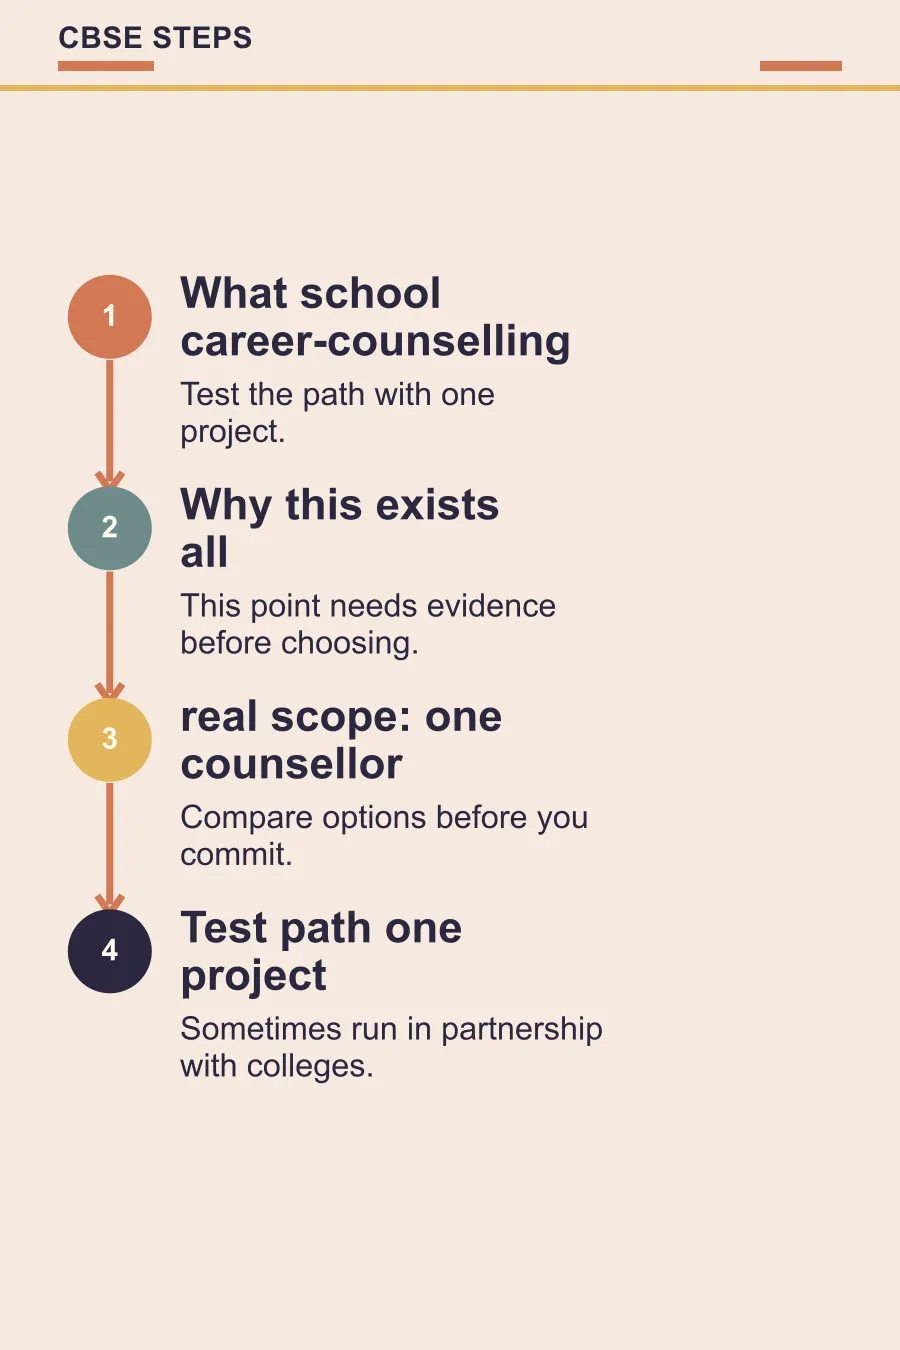 CBSE STEPS
1
What school
career-counselling
Test the path with one
project.
2
Why this exists
all
This point needs evidence
before choosing.
3
real scope: one
counsellor
Compare options before you
commit.
4
Test path one
project
Sometimes run in partnership
with colleges.